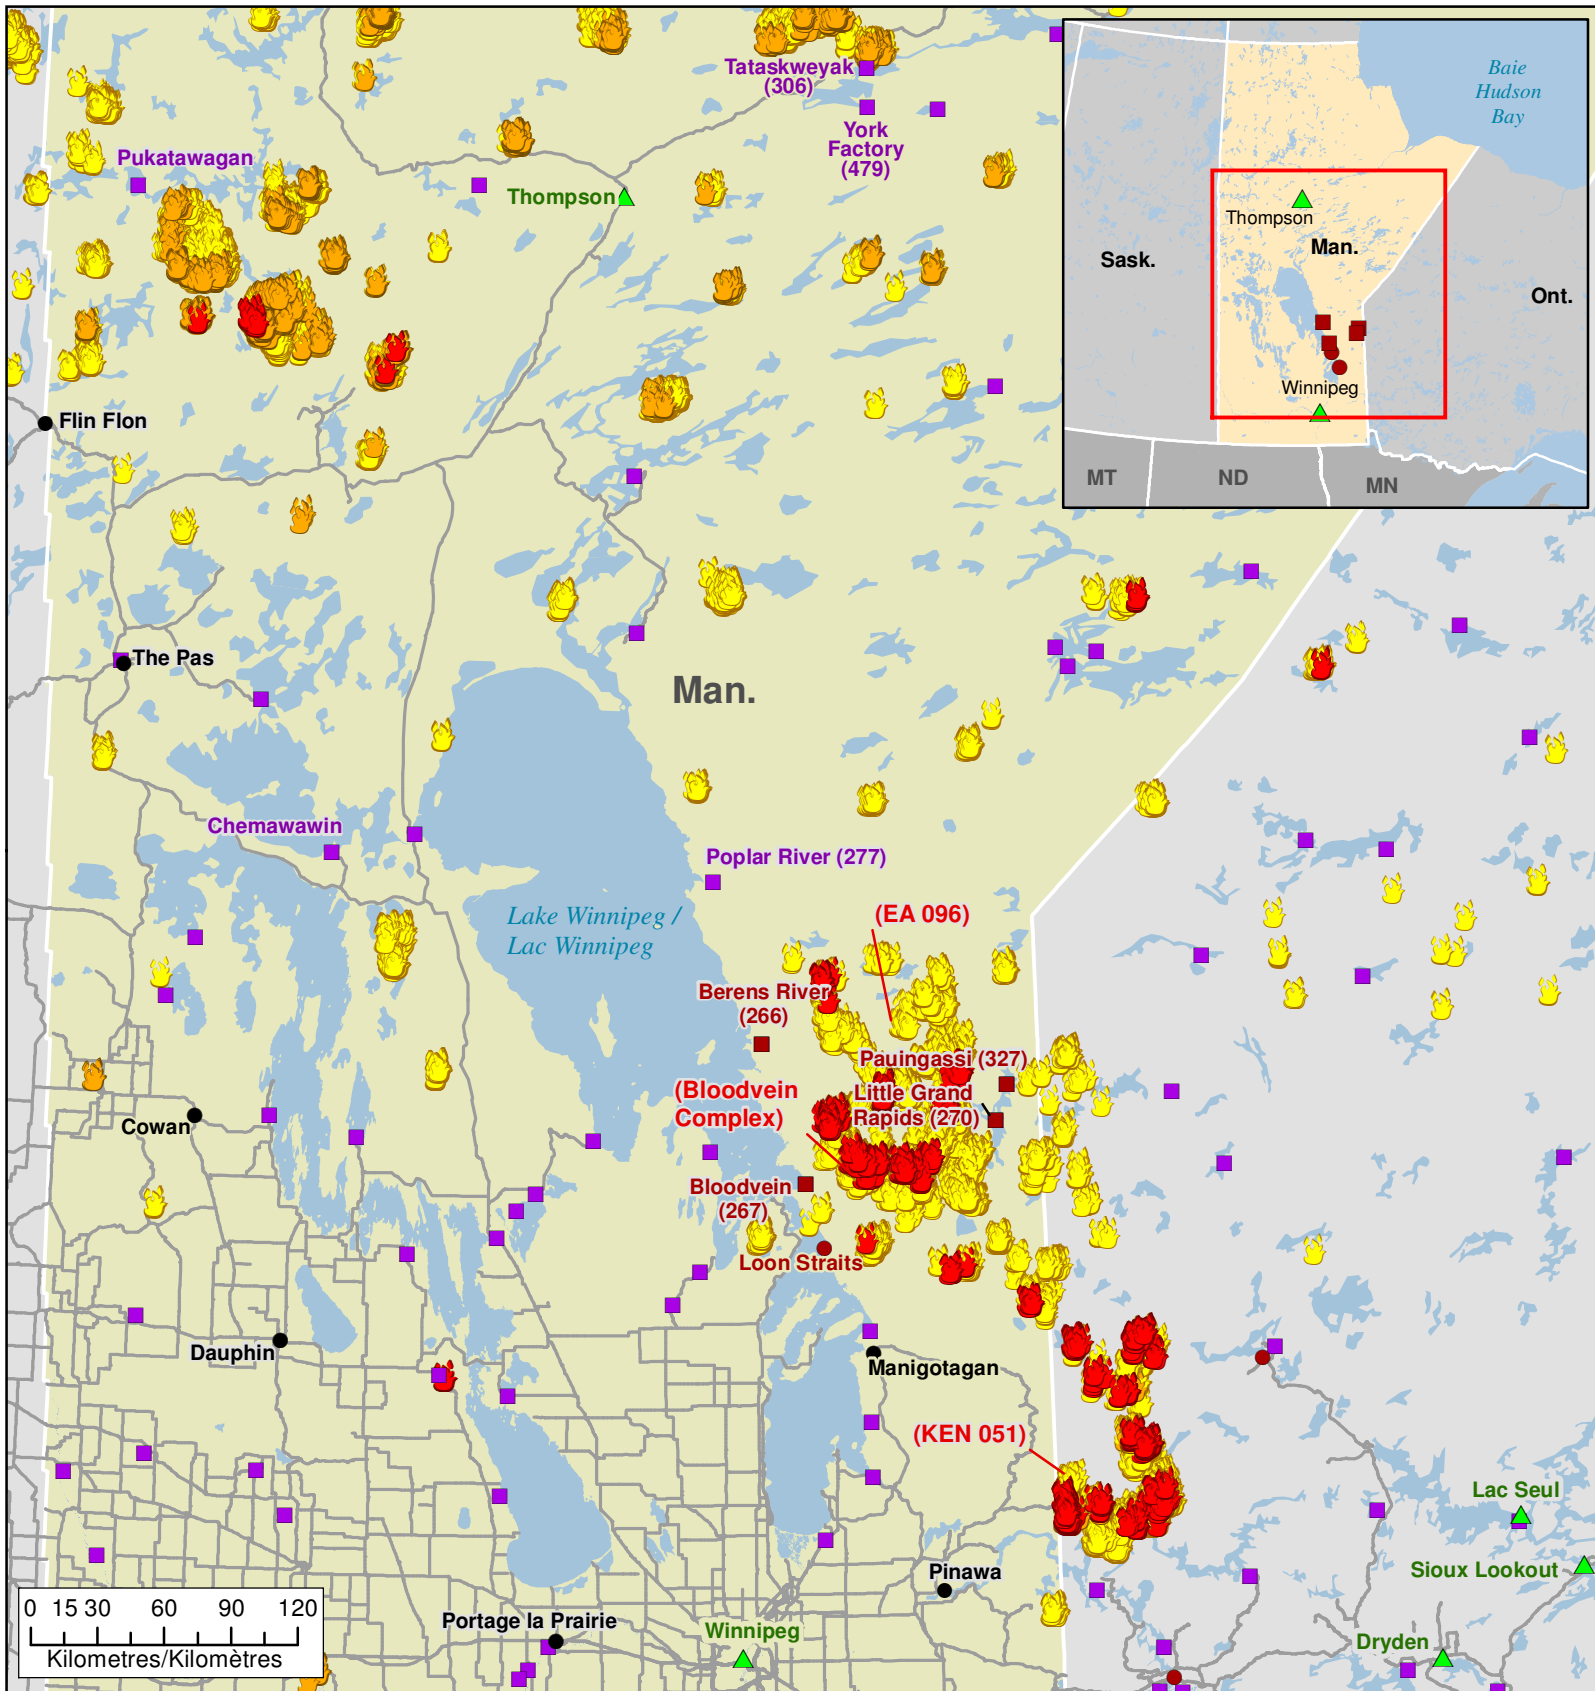 Tataskweyak
(306)
York
Factory
(479)
Pukatawagan
Thompson
Baie
Hudson
Bay
Thompson
Man.
Sask.
Ont.
Winnipeg
MT
ND
MN
Flin Flon
The Pas
Man.
Chemawawin
Poplar River (277)
Lake Winnipeg /
Lac Winnipeg
(EA 096)
Berens River
(266)
Pauingassi (327)
Little Grand
Rapids (270)
(Bloodvein
Complex)
Cowan
Bloodvein
(267)
Loon Straits
Dauphin
Manigotagan
(KEN 051)
Lac Seul
Sioux Lookout
Pinawa
Portage la Prairie
Winnipeg
Dryden
0 15 30 60 90 120
Kilometres/Kilomètres